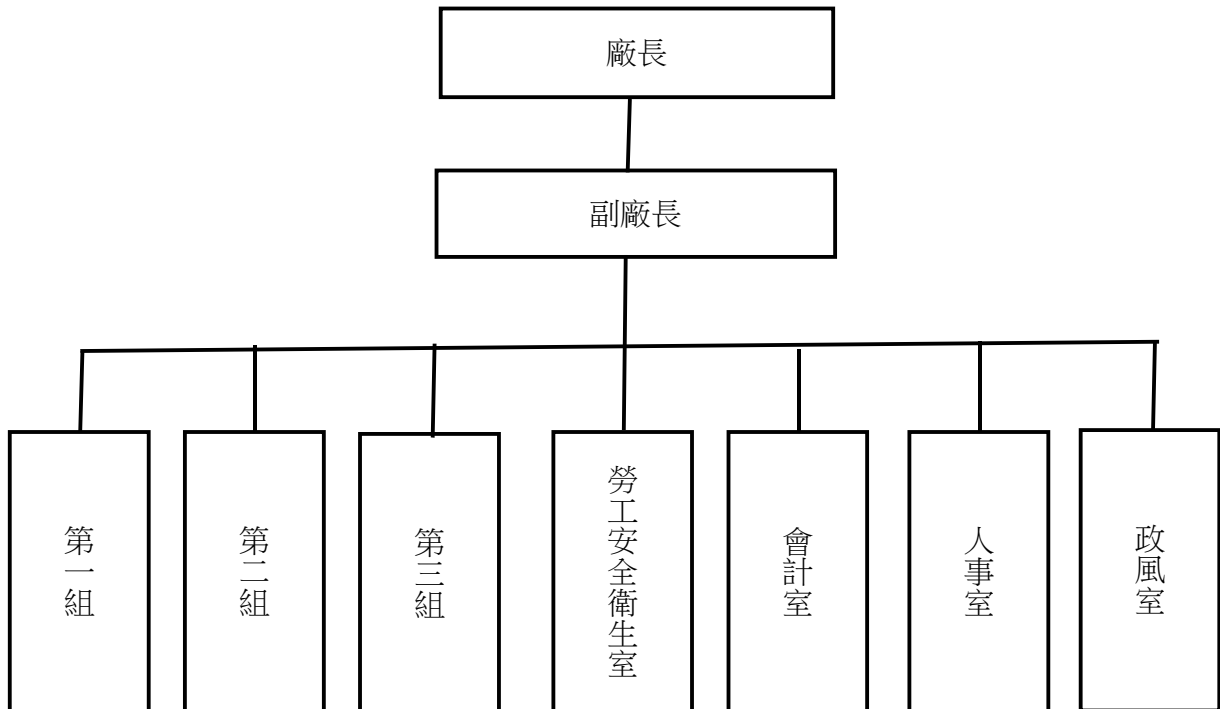 廠長
副廠長
第一組
第二組
第三組
勞工安全衛生室
會計室
人事室
政風室